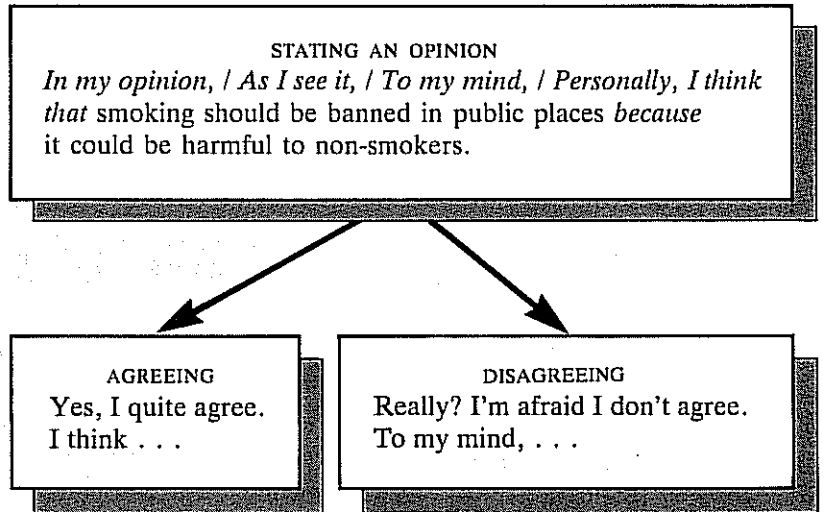 STATING AN OPINION
In my opinion, / As I see it, / To my mind, / Personally, I think
that smoking should be banned in public places because
it could be harmful to non-smokers.
AGREEING
Yes, I quite agree.
I think . . .
DISAGREEING
Really? I'm afraid I don't agree.
To my mind, . . .